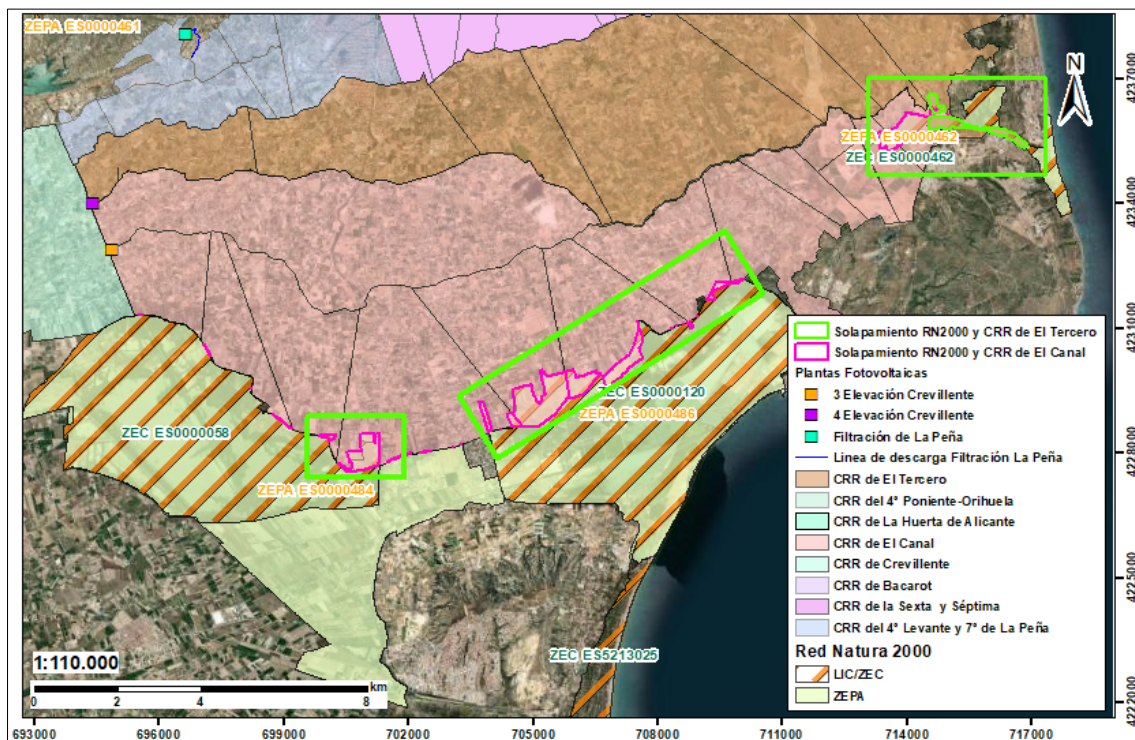 ZEPA ES0000461
N
ZEPA ES0000462
ZEC ES0000462
ZEC ES0000120
ZEPA ES0000486
ZEC ES0000058
ZEPA ES0000484
ZEC ES5213025
Solapamiento RN2000 y CRR de El Tercero
Solapamiento RN2000 y CRR de El Canal
Plantas Fotovoltaicas
3 Elevación Crevillente
4 Elevación Crevillente
Filtración de La Peña
Linea de descarga Filtración La Peña
CRR de El Tercero
CRR del 4º Poniente-Orihuela
CRR de La Huerta de Alicante
CRR de El Canal
CRR de Crevillente
CRR de Bacarot
CRR de la Sexta y Séptima
CRR del 4º Levante y 7º de La Peña
Red Natura 2000
LIC/ZEC
ZEPA
1:110.000
km
0 2 4 8
693000 696000 699000 702000 705000 708000 711000 714000 717000
4237000
4234000
4231000
4228000
4225000
4222000